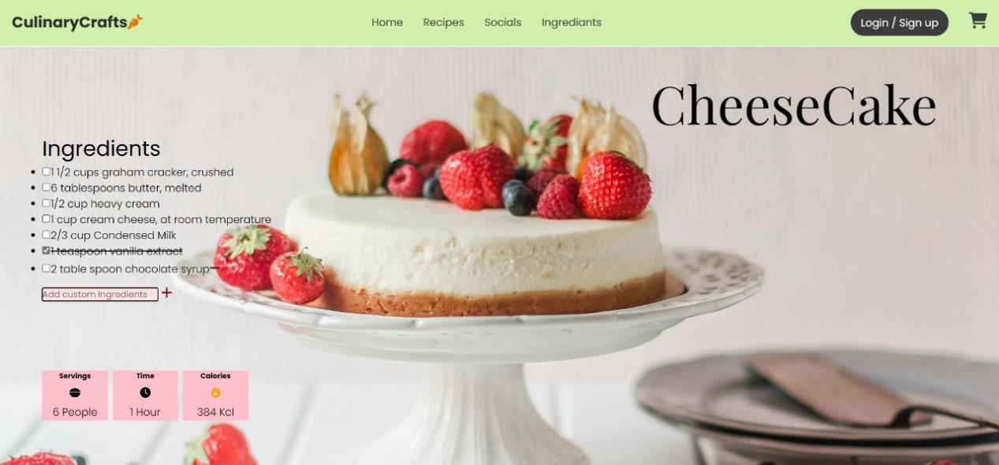 CulinaryCrafts
Home Recipes Socials Ingrediants
Login / Sign up
CheeseCake
Ingredients
1 1/2 cups graham cracker, crushed
6 tablespoons butter, melted
1/2 cup heavy cream
1 cup cream cheese, at room temperature
2/3 cup Condensed Milk
1 teaspoon vanilla extract
2 table spoon chocolate syrup
Add custom Ingredients
Servings Time Calories
6 People 1 Hour 384 Kcl